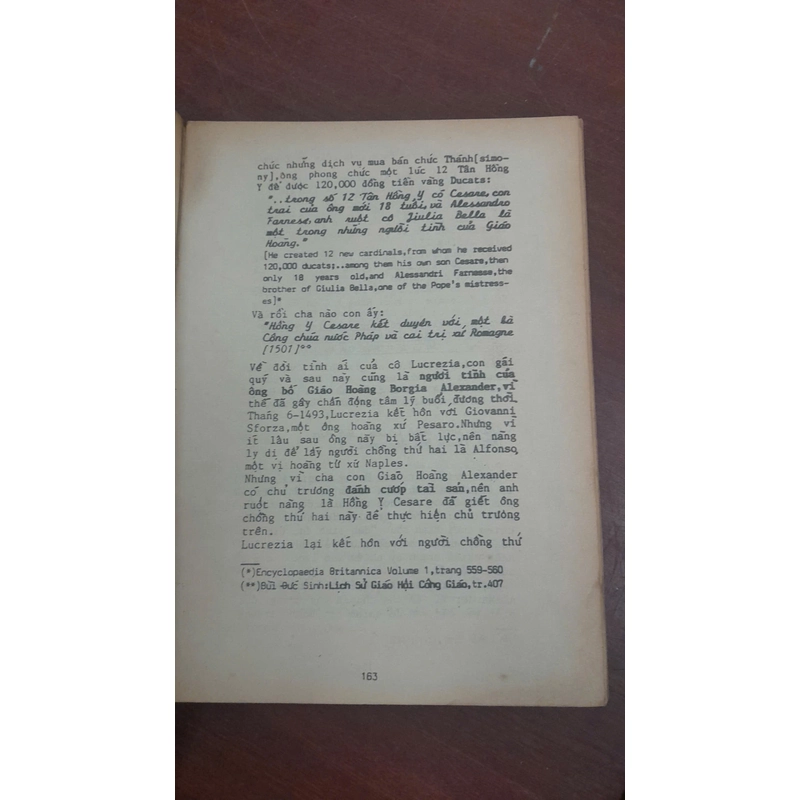 chức những dịch vụ mua bán chức Thánh[simo-
ny],ông phong chức một lúc 12 Tân Hồng
Y để được 120,000 đồng tiền vàng Ducats:
"..trong số 12 Tân Hồng Y có Cesare,con
trai của ông mới 18 tuổi,và Alessandro
Farnese,anh ruột cô Jiulia Bella là
một trong những người tình của Giáo
Hoàng."
[He created 12 new cardinals,from whom he received
120,000 ducats;..among them his own son Cesare,then
only 18 years old,and Alessandri Farnese,the
brother of Giulia Bella,one of the Pope's mistress-
es]*
Và rồi cha nào con ấy:
"Hồng Y Cesare kết duyên với một là
Công chúa nước Pháp và cai trị xứ Romagne
[1501]**
Về đời tình ái của cô Lucrezia,con gái
quý và sau này cũng là người tình của
ông bố Giáo Hoàng Borgia Alexander,vì
thế đã gây chấn động tâm lý buổi đương thời.
Tháng 6-1493,Lucrezia kết hôn với Giovanni
Sforza,một ông hoàng xứ Pesaro.Nhưng vì
ít lâu sau ông này bị bất lực,nên nàng
ly dị để lấy người chồng thứ hai là Alfonso,
một vị hoàng tử xứ Naples.
Nhưng vì cha con Giáo Hoàng Alexander
có chủ trương đánh cướp tài sản,nên anh
ruột nàng là Hồng Y Cesare đã giết ông
chồng thứ hai này để thực hiện chủ trương
trên.
Lucrezia lại kết hôn với người chồng thứ
(*)Encyclopaedia Britannica Volume 1,trang 559-560
(**)Bùi Đức Sinh:Lịch Sử Giáo Hội Công Giáo,tr.407
163